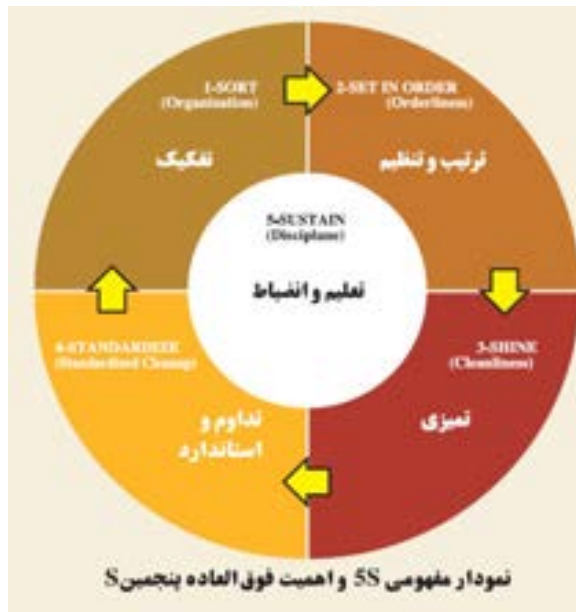 1-SORT
(Organization)
تفکیک
2-SET IN ORDER
(Orderliness)
ترتیب و تنظیم
3-SHINE
(Cleanliness)
تمیزی
4-STANDARDIZE
(Standardized Cleanup)
تداوم و
استاندارد
5-SUSTAIN
(Discipline)
تعلیم و انضباط
نمودار مفهومی 5S و اهمیت فوق العاده پنجمین S